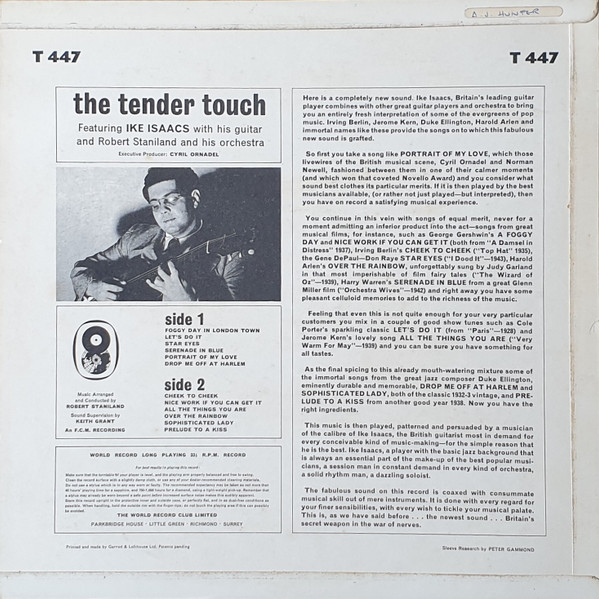 A.J HUNTER
T 447
T 447
the tender touch
Featuring IKE ISAACS with his guitar
and Robert Staniland and his orchestra
Executive Producer: CYRIL ORNADEL
side 1
FOGGY DAY IN LONDON TOWN
LET'S DO IT
STAR EYES
SERENADE IN BLUE
PORTRAIT OF MY LOVE
DROP ME OFF AT HARLEM
side 2
CHEEK TO CHEEK
NICE WORK IF YOU CAN GET IT
ALL THE THINGS YOU ARE
OVER THE RAINBOW
SOPHISTICATED LADY
PRELUDE TO A KISS
Music Arranged
and Conducted by
ROBERT STANILAND
Sound Supervision by
KEITH GRANT
An F.C.M. RECORDING
WORLD RECORD LONG PLAYING 33⅓ R.P.M. RECORD
For best results in playing this record:
THE WORLD RECORD CLUB LIMITED
PARKBRIDGE HOUSE · LITTLE GREEN · RICHMOND · SURREY
Printed and made by Garrod & Lofthouse Ltd. Patents pending
Here is a completely new sound. Ike Isaacs, Britain's leading guitar
player combines with other great guitar players and orchestra to bring
you an entirely fresh interpretation of some of the evergreens of pop
music. Irving Berlin, Jerome Kern, Duke Ellington, Harold Arlen and
immortal names like these provide the songs on to which this fabulous
new sound is grafted.
So first you take a song like PORTRAIT OF MY LOVE, which those
livewires of the British musical scene, Cyril Ornadel and Norman
Newell, fashioned between them in one of their calmer moments
(and which won that coveted Novello Award) and you consider what
sound best clothes its particular merits. If it is then played by the best
musicians available, (or rather not just played—but interpreted), then
you have on record a satisfying musical experience.
You continue in this vein with songs of equal merit, never for a
moment admitting an inferior product into the act—songs from great
musical films, for instance, such as George Gershwin's A FOGGY
DAY and NICE WORK IF YOU CAN GET IT (both from "A Damsel in
Distress" 1937), Irving Berlin's CHEEK TO CHEEK ("Top Hat" 1935),
the Gene DePaul—Don Raye STAR EYES ("I Dood It"—1943), Harold
Arlen's OVER THE RAINBOW, unforgettably sung by Judy Garland
in that most imperishable of film fairy tales ("The Wizard of
Oz"—1939), Harry Warren's SERENADE IN BLUE from a great Glenn
Miller film ("Orchestra Wives"—1942) and right away you have some
pleasant celluloid memories to add to the richness of the music.
Feeling that even this is not quite enough for your very particular
customers you mix in a couple of good show tunes such as Cole
Porter's sparkling classic LET'S DO IT (from "Paris"—1928) and
Jerome Kern's lovely song ALL THE THINGS YOU ARE ("Very
Warm For May"—1939) and you can be sure you have something for
all tastes.
As the final spicing to this already mouth-watering mixture some of
the immortal songs from the great jazz composer Duke Ellington,
eminently durable and memorable, DROP ME OFF AT HARLEM and
SOPHISTICATED LADY, both of the classic 1932-3 vintage, and PRE-
LUDE TO A KISS from another good year 1938. Now you have the
right ingredients.
This music is then played, patterned and persuaded by a musician
of the calibre of Ike Isaacs, the British guitarist most in demand for
every conceivable kind of music-making—for the simple reason that
he is the best. Ike Isaacs, a player with the basic jazz background that
is always an essential part of the make-up of the best popular musi-
cians, a session man in constant demand in every kind of orchestra,
a solid rhythm man, a dazzling soloist.
The fabulous sound on this record is coaxed with consummate
musical skill out of mere instruments. It is done with every regard for
your finer sensibilities, with every wish to tickle your musical palate.
This is, as we have said before . . . the newest sound . . . Britain's
secret weapon in the war of nerves.
Sleeve Research by PETER GAMMOND